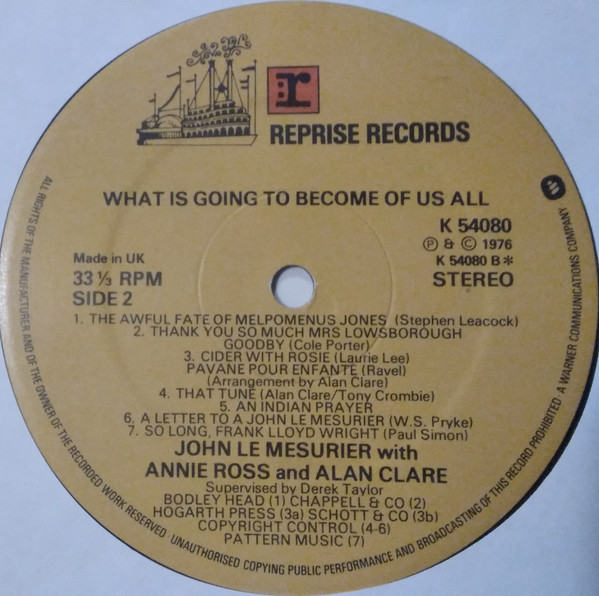 r
REPRISE RECORDS
WHAT IS GOING TO BECOME OF US ALL
K 54080
Ⓟ & © 1976
K 54080 B*
STEREO
Made in UK
33 ⅓ RPM
SIDE 2
1. THE AWFUL FATE OF MELPOMENUS JONES (Stephen Leacock)
2. THANK YOU SO MUCH MRS LOWSBOROUGH
GOODBY (Cole Porter)
3. CIDER WITH ROSIE (Laurie Lee)
PAVANE POUR ENFANTE (Ravel)
(Arrangement by Alan Clare)
4. THAT TUNE (Alan Clare/Tony Crombie)
5. AN INDIAN PRAYER
6. A LETTER TO A JOHN LE MESURIER (W.S. Pryke)
7. SO LONG, FRANK LLOYD WRIGHT (Paul Simon)
JOHN LE MESURIER with
ANNIE ROSS and ALAN CLARE
Supervised by Derek Taylor
BODLEY HEAD (1) CHAPPELL & CO (2)
HOGARTH PRESS (3a) SCHOTT & CO (3b)
COPYRIGHT CONTROL (4-6)
PATTERN MUSIC (7)
ALL RIGHTS OF THE MANUFACTURER AND OF THE OWNER OF THE RECORDED WORK RESERVED UNAUTHORISED COPYING PUBLIC PERFORMANCE AND BROADCASTING OF THIS RECORD PROHIBITED A WARNER COMMUNICATIONS COMPANY